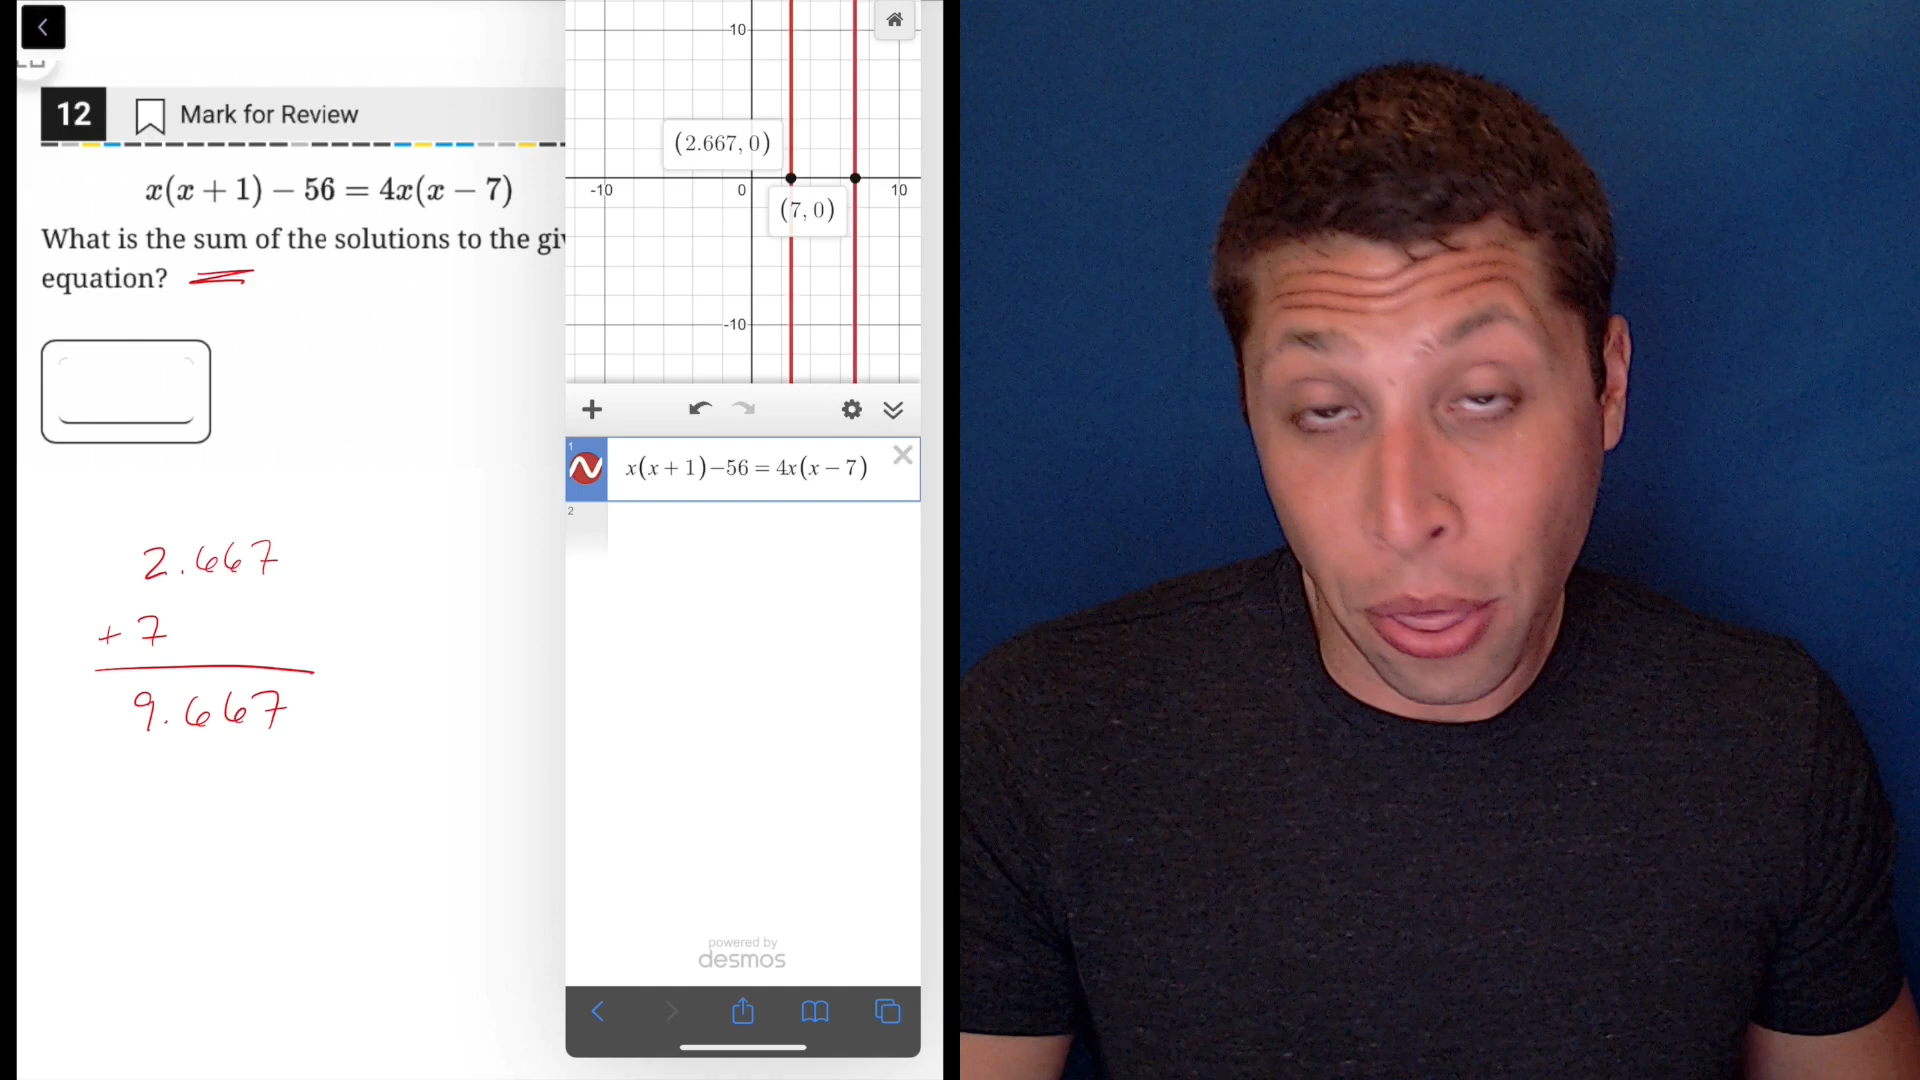 12 Mark for Review
x(x + 1) − 56 = 4x(x − 7)
What is the sum of the solutions to the
equation?
2.667
+ 7
9.667
10
(2.667, 0)
-10 0 10
(7, 0)
-10
1
x(x + 1) − 56 = 4x(x − 7)
2
powered by
desmos